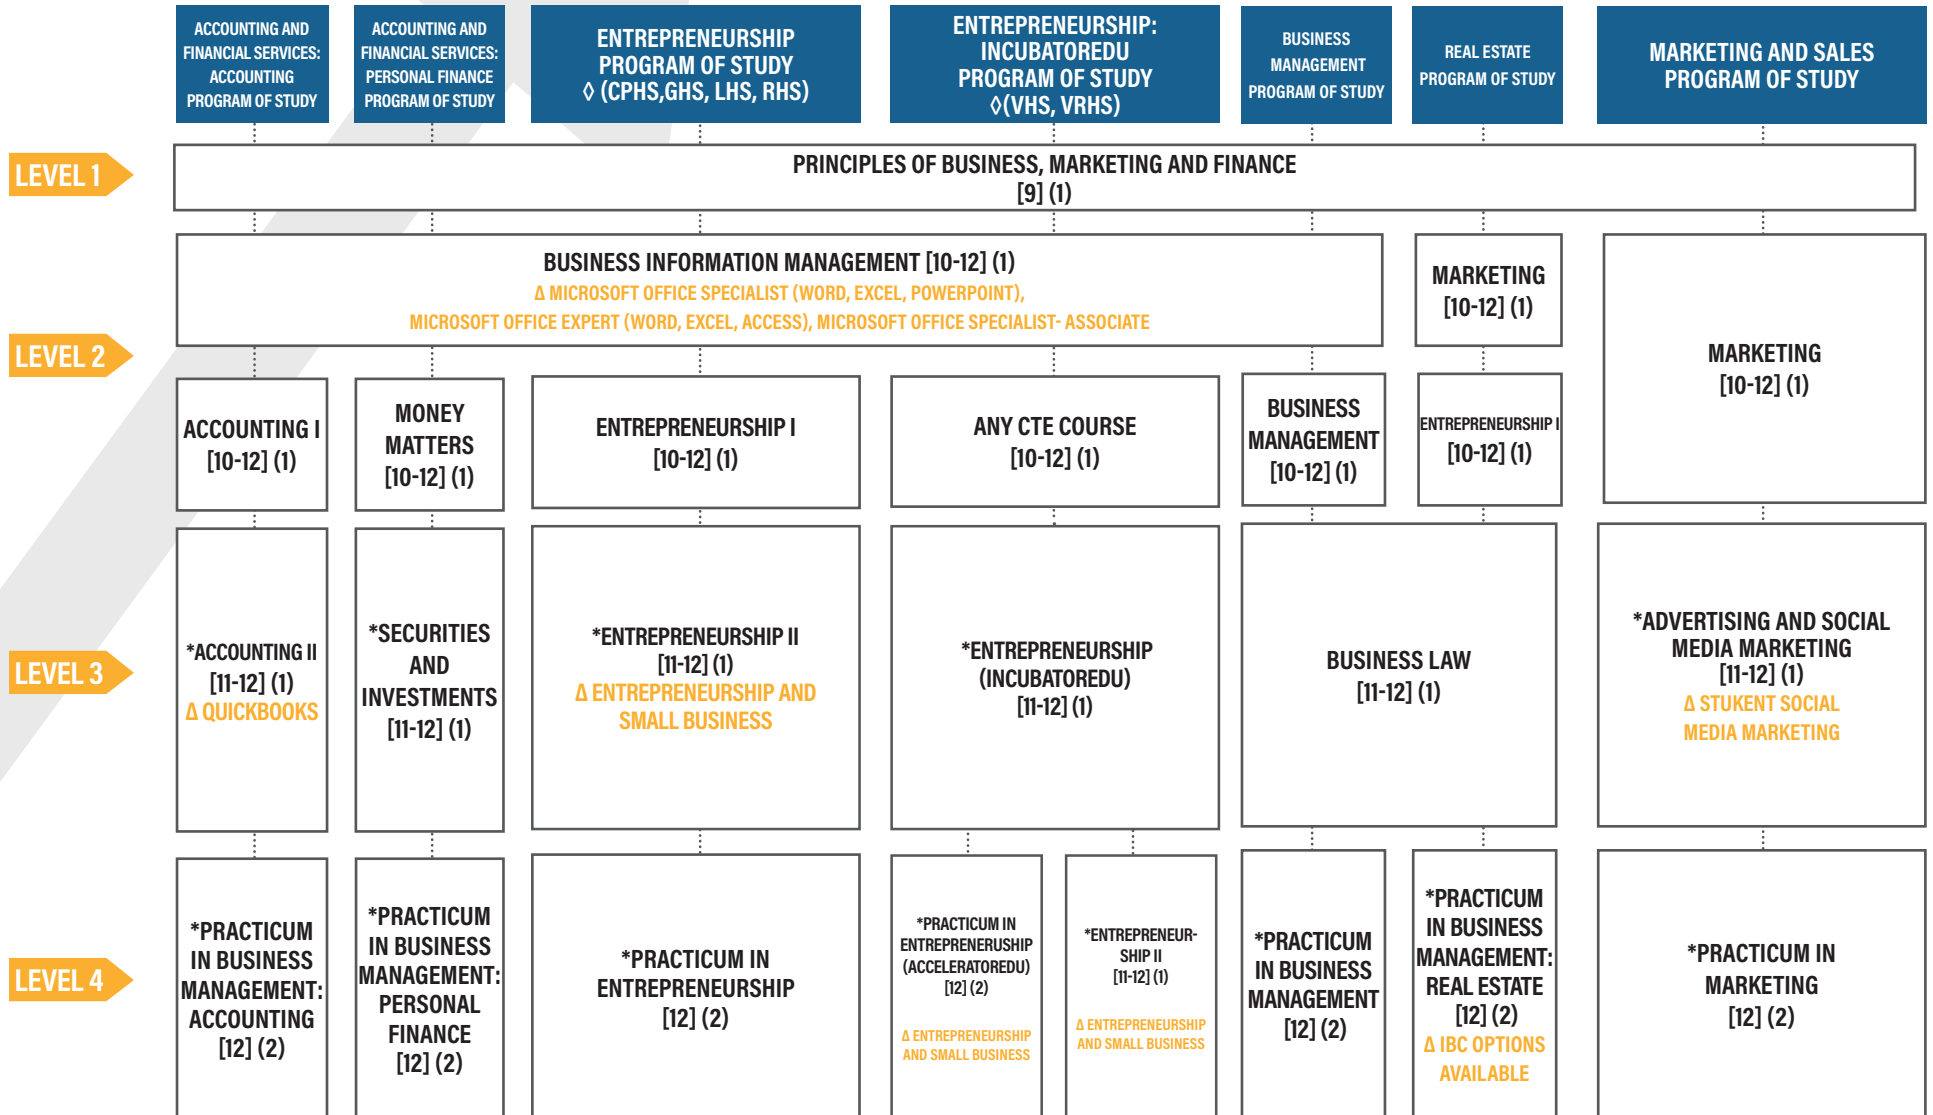 ACCOUNTING AND
FINANCIAL SERVICES:
ACCOUNTING
PROGRAM OF STUDY
ACCOUNTING AND
FINANCIAL SERVICES:
PERSONAL FINANCE
PROGRAM OF STUDY
ENTREPRENEURSHIP
PROGRAM OF STUDY
◊ (CPHS,GHS, LHS, RHS)
ENTREPRENEURSHIP:
INCUBATOREDU
PROGRAM OF STUDY
◊(VHS, VRHS)
BUSINESS
MANAGEMENT
PROGRAM OF STUDY
REAL ESTATE
PROGRAM OF STUDY
MARKETING AND SALES
PROGRAM OF STUDY
LEVEL 1
PRINCIPLES OF BUSINESS, MARKETING AND FINANCE
[9] (1)
LEVEL 2
BUSINESS INFORMATION MANAGEMENT [10-12] (1)
Δ MICROSOFT OFFICE SPECIALIST (WORD, EXCEL, POWERPOINT),
MICROSOFT OFFICE EXPERT (WORD, EXCEL, ACCESS), MICROSOFT OFFICE SPECIALIST- ASSOCIATE
MARKETING
[10-12] (1)
MARKETING
[10-12] (1)
ACCOUNTING I
[10-12] (1)
MONEY
MATTERS
[10-12] (1)
ENTREPRENEURSHIP I
[10-12] (1)
ANY CTE COURSE
[10-12] (1)
BUSINESS
MANAGEMENT
[10-12] (1)
ENTREPRENEURSHIP I
[10-12] (1)
LEVEL 3
*ACCOUNTING II
[11-12] (1)
Δ QUICKBOOKS
*SECURITIES
AND
INVESTMENTS
[11-12] (1)
*ENTREPRENEURSHIP II
[11-12] (1)
Δ ENTREPRENEURSHIP AND
SMALL BUSINESS
*ENTREPRENEURSHIP
(INCUBATOREDU)
[11-12] (1)
BUSINESS LAW
[11-12] (1)
*ADVERTISING AND SOCIAL
MEDIA MARKETING
[11-12] (1)
Δ STUKENT SOCIAL
MEDIA MARKETING
LEVEL 4
*PRACTICUM
IN BUSINESS
MANAGEMENT:
ACCOUNTING
[12] (2)
*PRACTICUM
IN BUSINESS
MANAGEMENT:
PERSONAL
FINANCE
[12] (2)
*PRACTICUM IN
ENTREPRENEURSHIP
[12] (2)
*PRACTICUM IN
ENTREPRENERUSHIP
(ACCELERATOREDU)
[12] (2)
Δ ENTREPRENEURSHIP
AND SMALL BUSINESS
*ENTREPRENEUR-
SHIP II
[11-12] (1)
Δ ENTREPRENEURSHIP
AND SMALL BUSINESS
*PRACTICUM
IN BUSINESS
MANAGEMENT
[12] (2)
*PRACTICUM
IN BUSINESS
MANAGEMENT:
REAL ESTATE
[12] (2)
Δ IBC OPTIONS
AVAILABLE
*PRACTICUM IN
MARKETING
[12] (2)